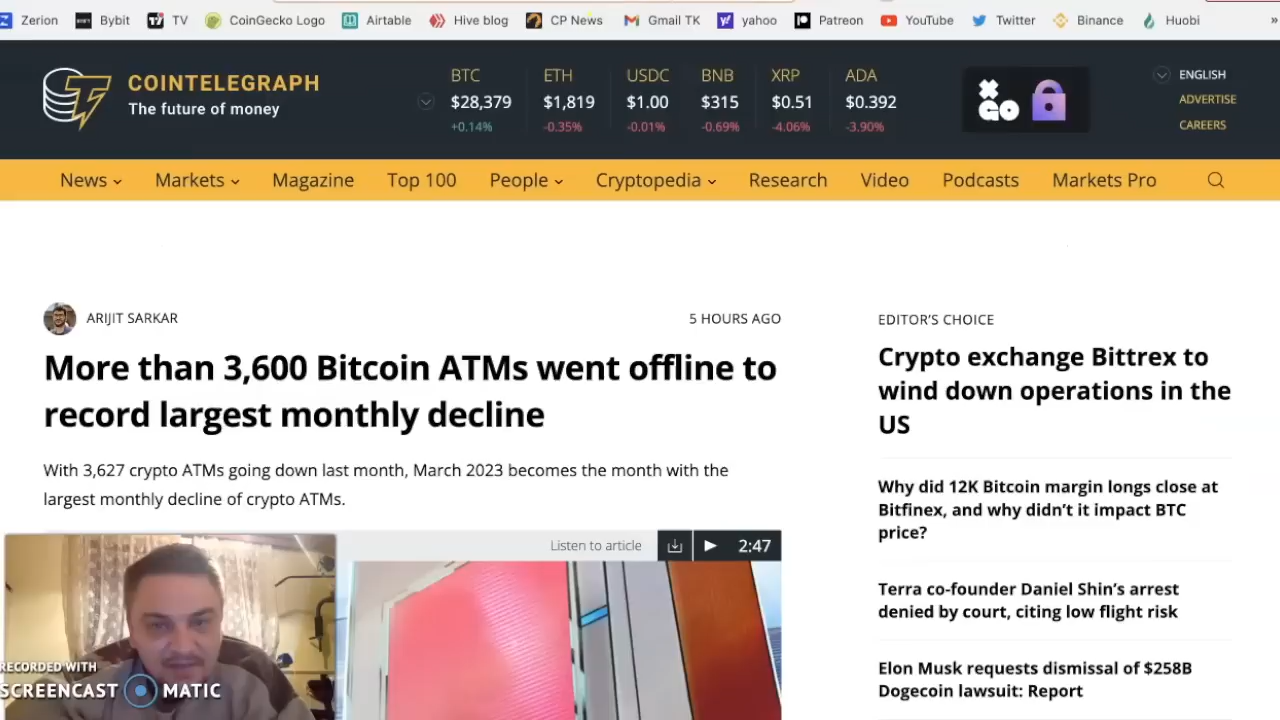 Zerion Bybit TV CoinGecko Logo Airtable Hive blog CP News Gmail TK yahoo Patreon YouTube Twitter Binance Huobi »
COINTELEGRAPH
The future of money
BTC ETH USDC BNB XRP ADA
$28,379 $1,819 $1.00 $315 $0.51 $0.392
+0.14% -0.35% -0.01% -0.69% -4.06% -3.90%
GO
ENGLISH
ADVERTISE
CAREERS
News Markets Magazine Top 100 People Cryptopedia Research Video Podcasts Markets Pro
ARIJIT SARKAR
5 HOURS AGO
More than 3,600 Bitcoin ATMs went offline to
record largest monthly decline
With 3,627 crypto ATMs going down last month, March 2023 becomes the month with the
largest monthly decline of crypto ATMs.
Listen to article 2:47
EDITOR'S CHOICE
Crypto exchange Bittrex to
wind down operations in the
US
Why did 12K Bitcoin margin longs close at
Bitfinex, and why didn't it impact BTC
price?
Terra co-founder Daniel Shin's arrest
denied by court, citing low flight risk
Elon Musk requests dismissal of $258B
Dogecoin lawsuit: Report
RECORDED WITH
SCREENCAST MATIC